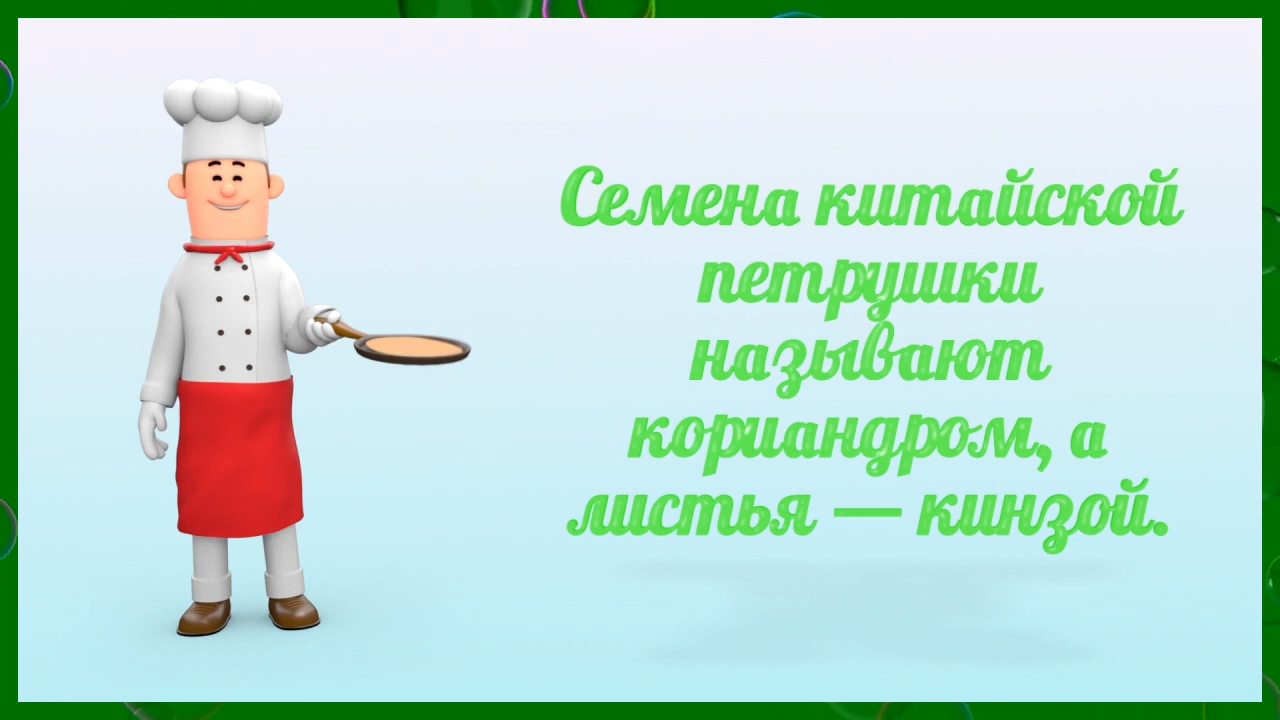 Семена китайской
петрушки
называют
кориандром, а
листья — кинзой.